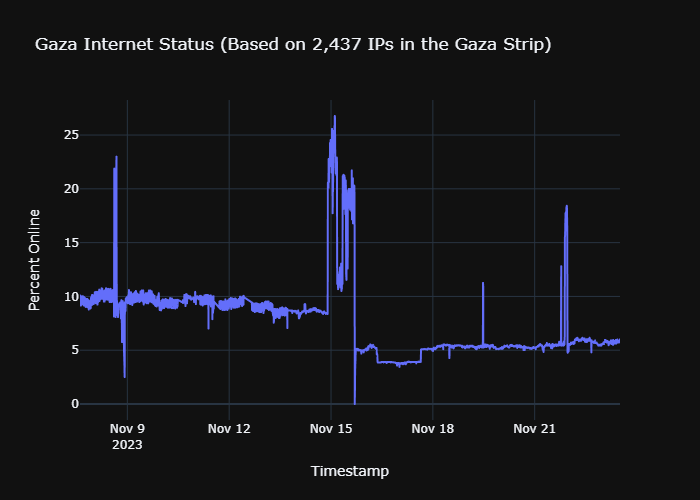 Gaza Internet Status (Based on 2,437 IPs in the Gaza Strip)
Percent Online
25
20
15
10
5
0
Nov 9
2023
Nov 12
Nov 15
Nov 18
Nov 21
Timestamp